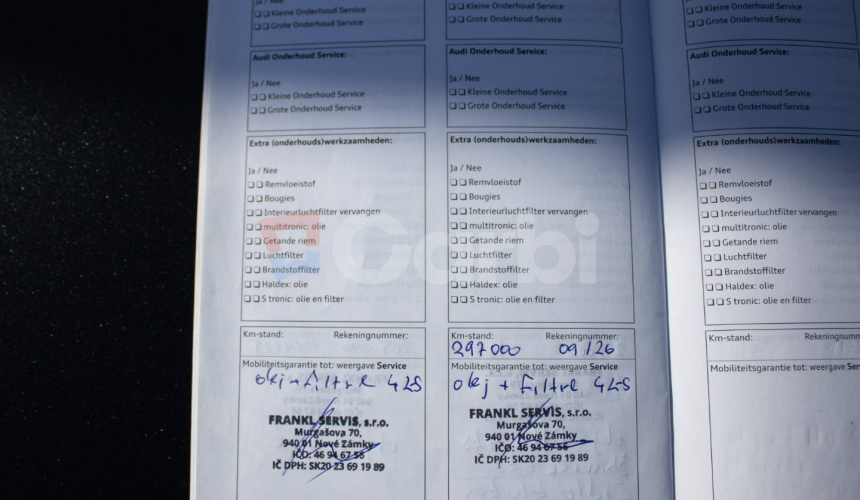 Ja / Nee
Kleine Onderhoud Service
Grote Onderhoud Service
Audi Onderhoud Service:
Ja / Nee
Kleine Onderhoud Service
Grote Onderhoud Service
Extra (onderhouds)werkzaamheden:
Ja / Nee
Remvloeistof
Bougies
Interieurluchtfilter vervangen
multitronic: olie
Getande riem
Luchtfilter
Brandstoffilter
Haldex: olie
S tronic: olie en filter
Km-stand: Rekeningnummer:
Mobiliteitsgarantie tot: weergave Service
olej + filtre 4x5
FRANKL SERVIS, s.r.o.
Murgašova 70,
940 01 Nové Zámky
IČO: 46 94 67 56
IČ DPH: SK20 23 69 19 89
Kleine Onderhoud Service
Grote Onderhoud Service
Audi Onderhoud Service:
Ja / Nee
Kleine Onderhoud Service
Grote Onderhoud Service
Extra (onderhouds)werkzaamheden:
Ja / Nee
Remvloeistof
Bougies
Interieurluchtfilter vervangen
multitronic: olie
Getande riem
Luchtfilter
Brandstoffilter
Haldex: olie
S tronic: olie en filter
Km-stand: Rekeningnummer:
297000 09/26
Mobiliteitsgarantie tot: weergave Service
olej + filtre 4x5
FRANKL SERVIS, s.r.o.
Murgašova 70,
940 01 Nové Zámky
IČO: 46 94 67 56
IČ DPH: SK20 23 69 19 89
Kleine Onderhoud Service
Grote Onderhoud Service
Audi Onderhoud Service:
Ja / Nee
Kleine Onderhoud Service
Grote Onderhoud Service
Extra (onderhouds)werkzaamheden:
Ja / Nee
Remvloeistof
Bougies
Interieurluchtfilter vervangen
multitronic: olie
Getande riem
Luchtfilter
Brandstoffilter
Haldex: olie
S tronic: olie en filter
Km-stand: Rekeningnumm
Mobiliteitsgarantie tot: weergave Ser